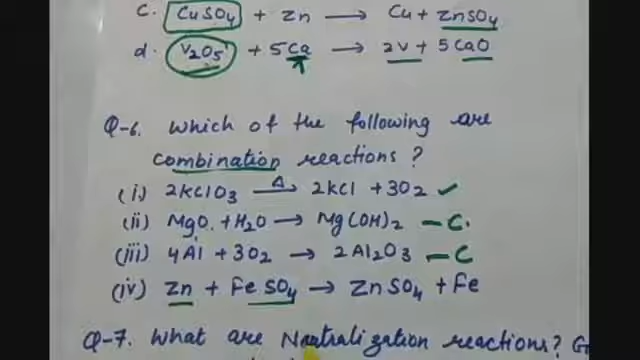 c. CuSO₄ + Zn ⟶ Cu + ZnSO₄
d. V₂O₅ + 5Ca ⟶ 2V + 5CaO
Q-6. Which of the following are
combination reactions ?
(i) 2KClO₃ —Δ→ 2KCl + 3O₂ ✓
(ii) MgO + H₂O ⟶ Mg(OH)₂ – C.
(iii) 4Al + 3O₂ → 2Al₂O₃ – C
(iv) Zn + FeSO₄ → ZnSO₄ + Fe
Q-7. What are Neutralization reactions?